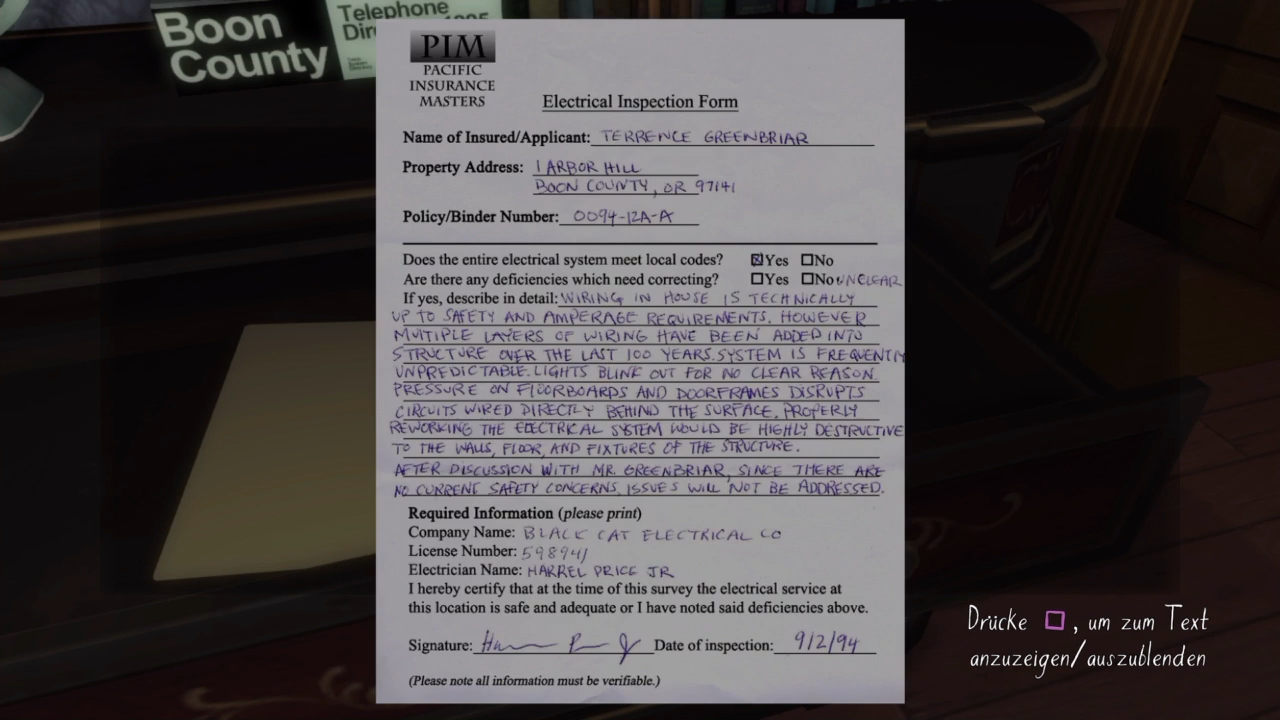 Boon
County
Telephone
PIM
PACIFIC
INSURANCE
MASTERS
Electrical Inspection Form
Name of Insured/Applicant: TERRENCE GREENBRIAR
Property Address: 1 ARBOR HILL
BOON COUNTY, OR 97141
Policy/Binder Number: 0094-12A-A
Does the entire electrical system meet local codes? ☒Yes ☐No
Are there any deficiencies which need correcting? ☐Yes ☐No UNCLEAR
If yes, describe in detail: WIRING IN HOUSE IS TECHNICALLY
UP TO SAFETY AND AMPERAGE REQUIREMENTS. HOWEVER
MULTIPLE LAYERS OF WIRING HAVE BEEN ADDED INTO
STRUCTURE OVER THE LAST 100 YEARS. SYSTEM IS FREQUENTLY
UNPREDICTABLE. LIGHTS BLINK OUT FOR NO CLEAR REASON.
PRESSURE ON FLOORBOARDS AND DOORFRAMES DISRUPTS
CIRCUITS WIRED DIRECTLY BEHIND THE SURFACE. PROPERLY
REWORKING THE ELECTRICAL SYSTEM WOULD BE HIGHLY DESTRUCTIVE
TO THE WALLS, FLOOR, AND FIXTURES OF THE STRUCTURE.
AFTER DISCUSSION WITH MR. GREENBRIAR, SINCE THERE ARE
NO CURRENT SAFETY CONCERNS, ISSUES WILL NOT BE ADDRESSED.
Required Information (please print)
Company Name: BLACK CAT ELECTRICAL CO
License Number: 598941
Electrician Name: HARREL PRICE JR
I hereby certify that at the time of this survey the electrical service at
this location is safe and adequate or I have noted said deficiencies above.
Signature: Date of inspection: 9/2/94
(Please note all information must be verifiable.)
Drücke ☐, um zum Text
anzuzeigen/auszublenden